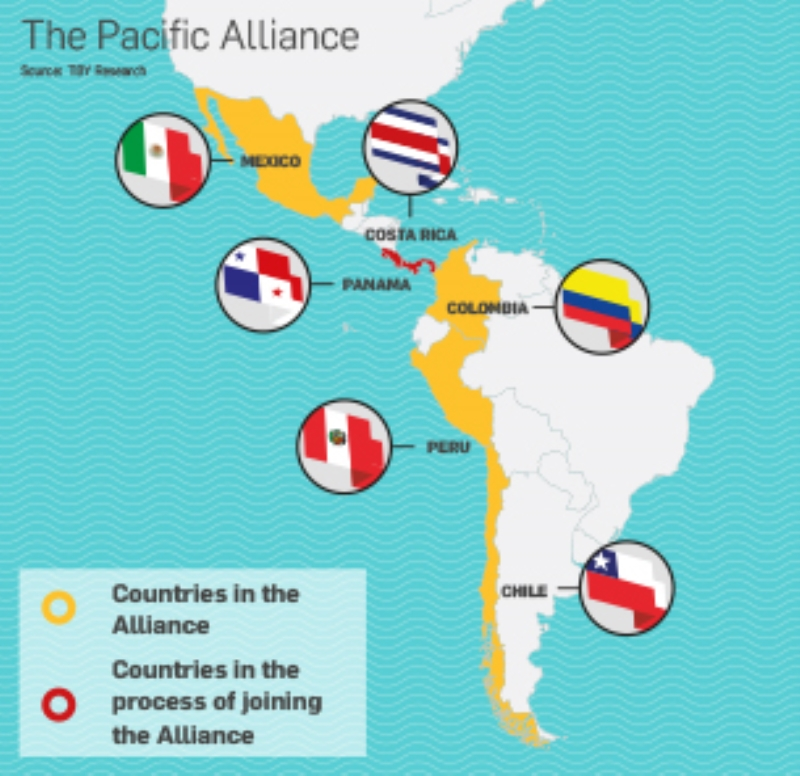 The Pacific Alliance
Source: TBY Research
MEXICO
COSTA RICA
PANAMA
COLOMBIA
PERU
CHILE
Countries in the
Alliance
Countries in the
process of joining
the Alliance